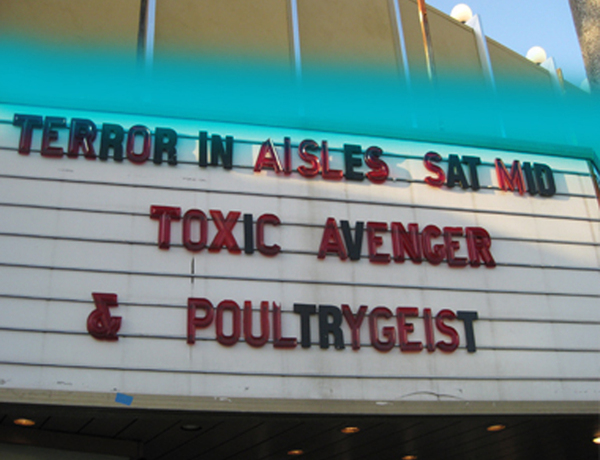 TERROR IN AISLES SAT MID
TOXIC AVENGER
& POULTRYGEIST